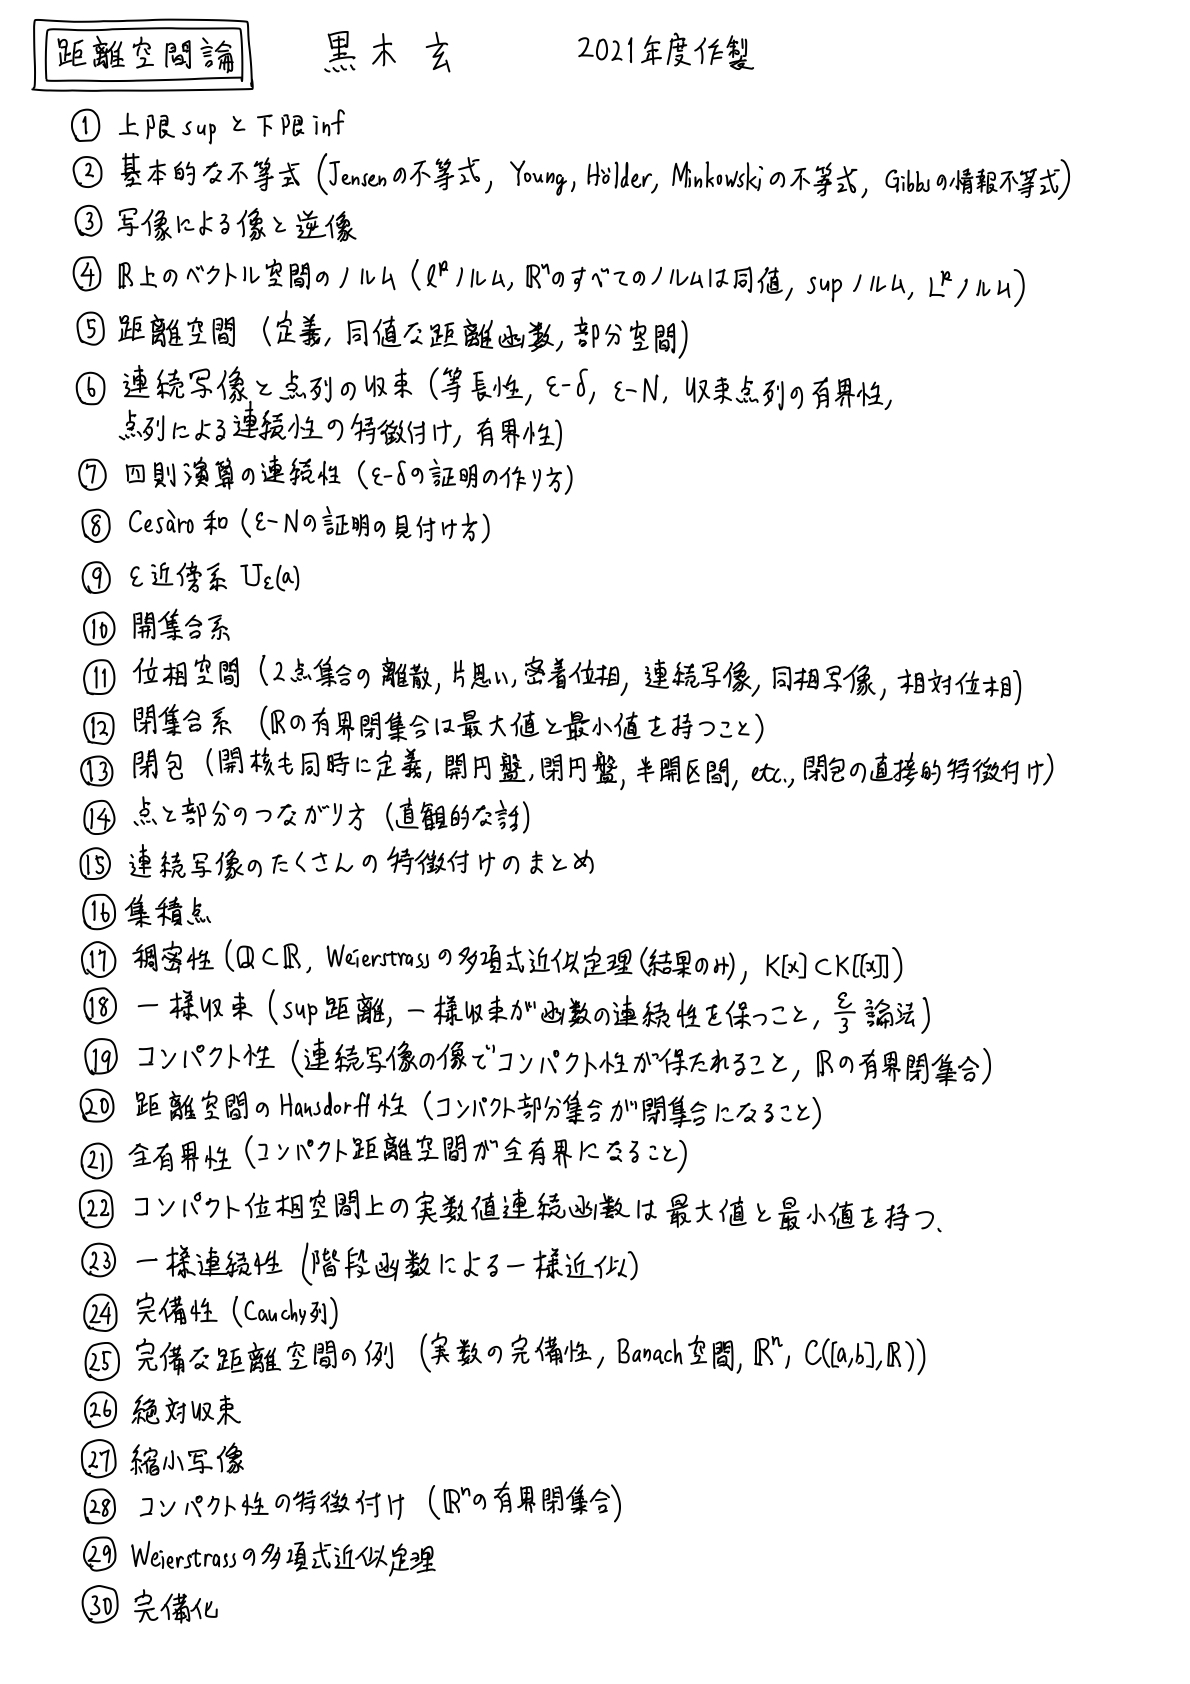 距離空間論 黒木 玄 2021年度作製
① 上限 sup と下限 inf
② 基本的な不等式 (Jensenの不等式, Young, Hölder, Minkowskiの不等式, Gibbsの情報不等式)
③ 写像による像と逆像
④ ℝ上のベクトル空間のノルム (ℓᵖノルム, ℝⁿのすべてのノルムは同値, supノルム, Lᵖノルム)
⑤ 距離空間 (定義, 同値な距離函数, 部分空間)
⑥ 連続写像と点列の収束 (等長性, ε-δ, ε-N, 収束点列の有界性,
点列による連続性の特徴付け, 有界性)
⑦ 四則演算の連続性 (ε-δの証明の作り方)
⑧ Cesàro 和 (ε-Nの証明の見付け方)
⑨ ε近傍系 Uε(a)
⑩ 開集合系
⑪ 位相空間 (2点集合の離散, 片思い, 密着位相, 連続写像, 同相写像, 相対位相)
⑫ 閉集合系 (ℝの有界閉集合は最大値と最小値を持つこと)
⑬ 閉包 (開核も同時に定義, 開円盤, 閉円盤, 半開区間, etc., 閉包の直接的特徴付け)
⑭ 点と部分のつながり方 (直観的な話)
⑮ 連続写像のたくさんの特徴付けのまとめ
⑯ 集積点
⑰ 稠密性 (ℚ⊂ℝ, Weierstrassの多項式近似定理(結果のみ), K[x]⊂K[[x]])
⑱ 一様収束 (sup距離, 一様収束が函数の連続性を保つこと, ε/3 論法)
⑲ コンパクト性 (連続写像の像でコンパクト性が保たれること, ℝの有界閉集合)
⑳ 距離空間のHausdorff性 (コンパクト部分集合が閉集合になること)
㉑ 全有界性 (コンパクト距離空間が全有界になること)
㉒ コンパクト位相空間上の実数値連続函数は最大値と最小値を持つ、
㉓ 一様連続性 (階段函数による一様近似)
㉔ 完備性 (Cauchy列)
㉕ 完備な距離空間の例 (実数の完備性, Banach空間, ℝⁿ, C([a,b],ℝ))
㉖ 絶対収束
㉗ 縮小写像
㉘ コンパクト性の特徴付け (ℝⁿの有界閉集合)
㉙ Weierstrassの多項式近似定理
㉚ 完備化